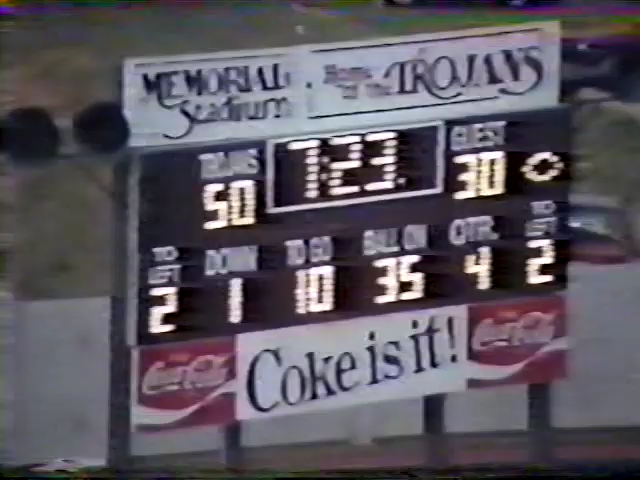 MEMORIAL Stadium
Home of the TROJANS
TROJANS 7:23 GUEST
50 30
TO LEFT DOWN TO GO BALL ON QTR. TO LEFT
2 1 10 35 4 2
Coca-Cola Coke is it! Coca-Cola